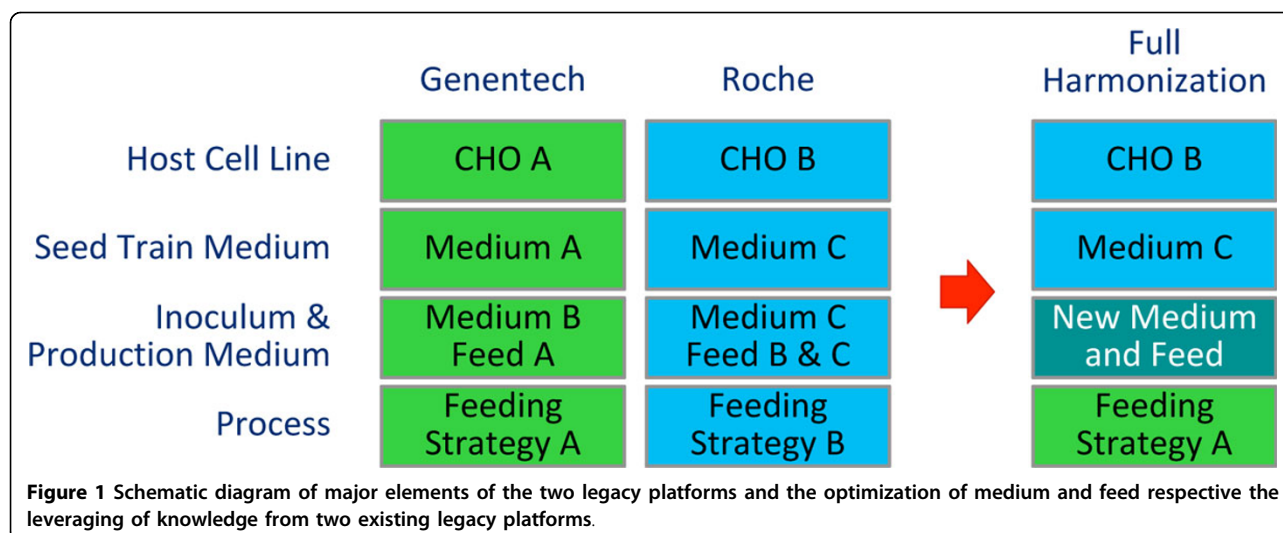 Genentech
Roche
Full
Harmonization
Host Cell Line
CHO A
CHO B
CHO B
Seed Train Medium
Medium A
Medium C
Medium C
Inoculum &
Production Medium
Medium B
Feed A
Medium C
Feed B & C
New Medium
and Feed
Process
Feeding
Strategy A
Feeding
Strategy B
Feeding
Strategy A
Figure 1 Schematic diagram of major elements of the two legacy platforms and the optimization of medium and feed respective the
leveraging of knowledge from two existing legacy platforms.